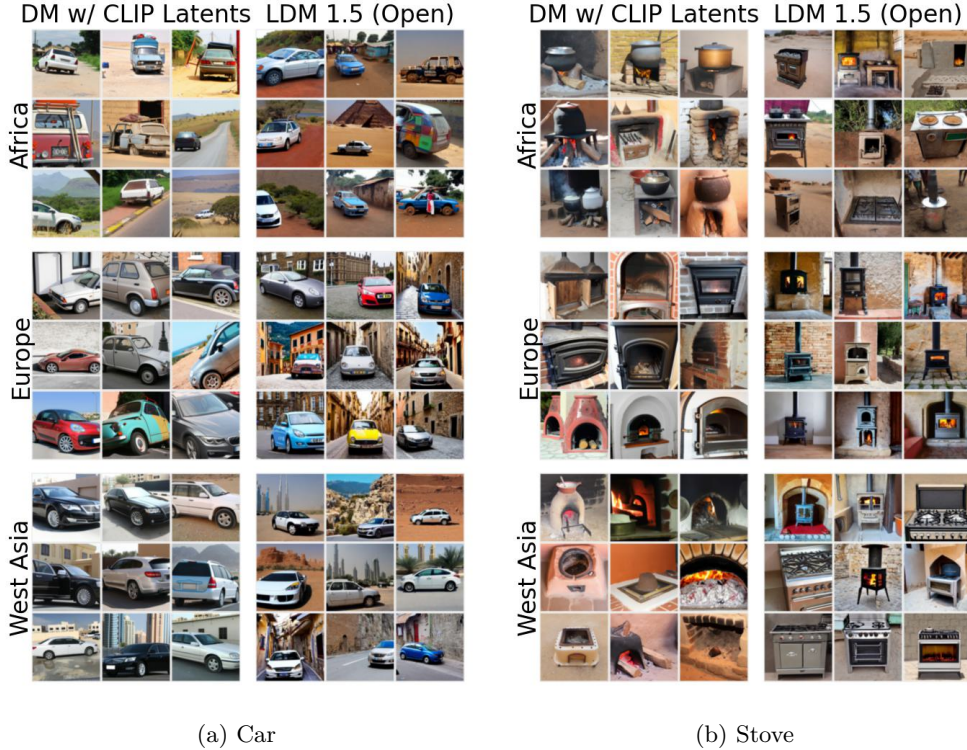 DM w/ CLIP Latents LDM 1.5 (Open)
Africa
Europe
West Asia
(a) Car
DM w/ CLIP Latents LDM 1.5 (Open)
Africa
Europe
West Asia
(b) Stove